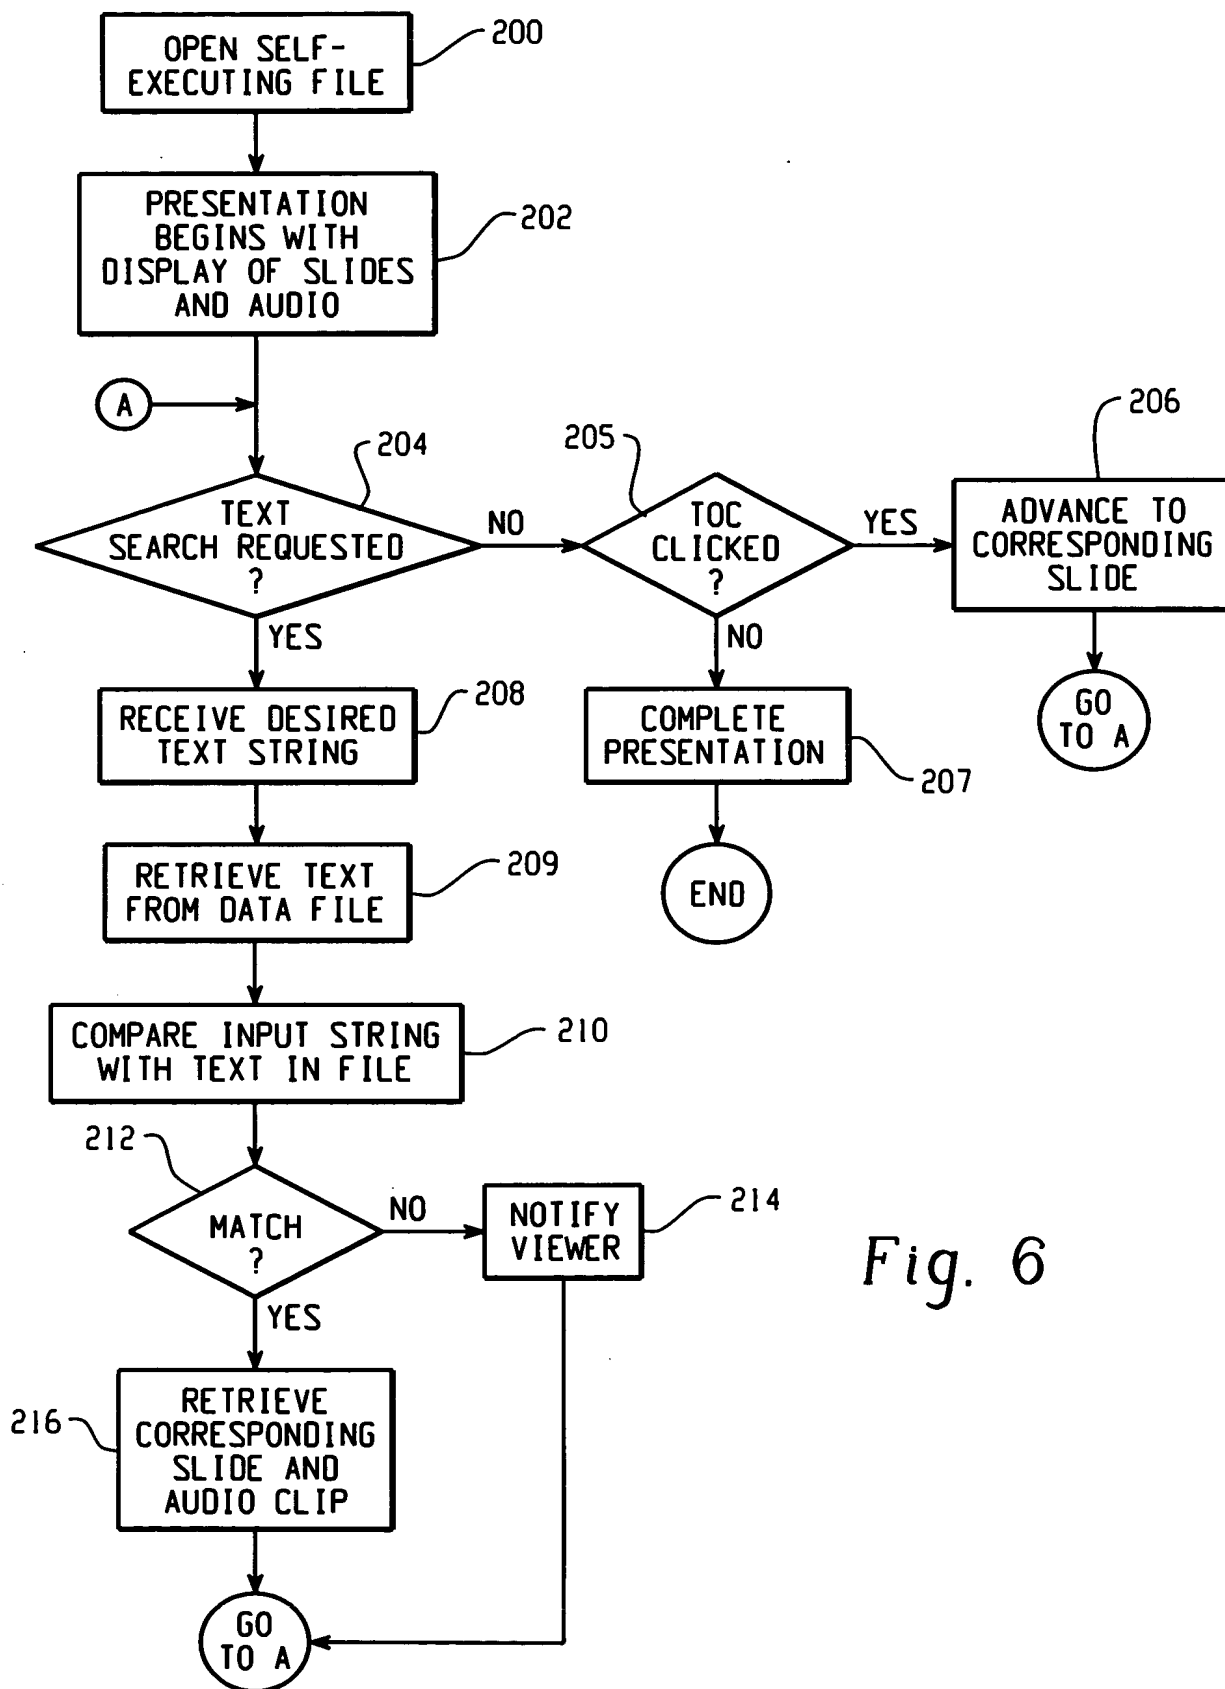 OPEN SELF-
EXECUTING FILE
200
PRESENTATION
BEGINS WITH
DISPLAY OF SLIDES
AND AUDIO
202
A
204
TEXT
SEARCH REQUESTED
?
NO
YES
205
TOC
CLICKED
?
YES
NO
206
ADVANCE TO
CORRESPONDING
SLIDE
GO
TO A
RECEIVE DESIRED
TEXT STRING
208
COMPLETE
PRESENTATION
207
END
RETRIEVE TEXT
FROM DATA FILE
209
COMPARE INPUT STRING
WITH TEXT IN FILE
210
212
MATCH
?
NO
YES
NOTIFY
VIEWER
214
Fig. 6
216
RETRIEVE
CORRESPONDING
SLIDE AND
AUDIO CLIP
GO
TO A